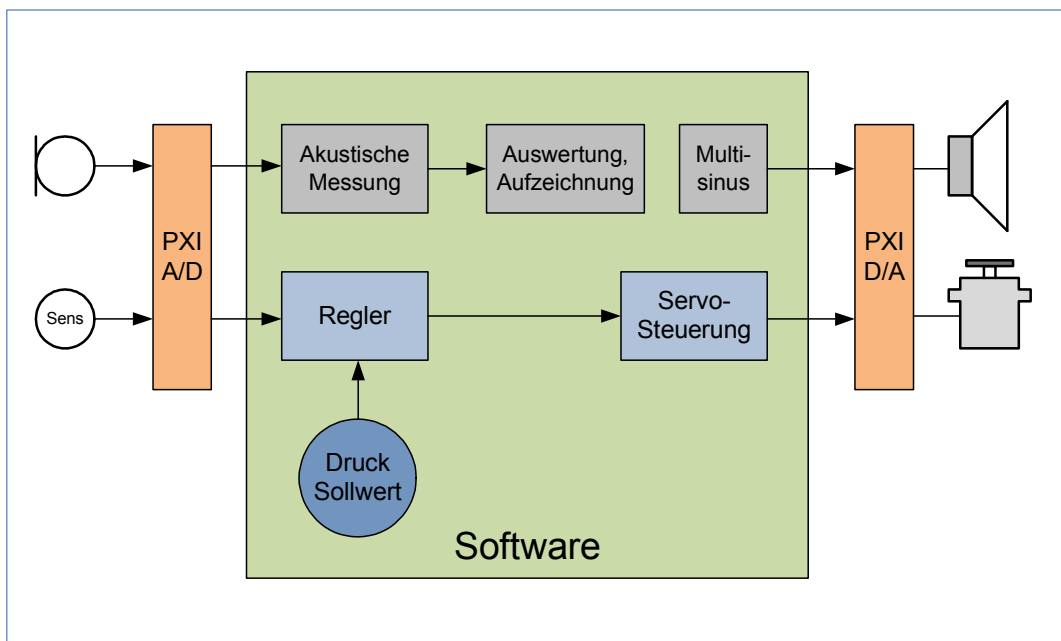 Akustische
Messung
Auswertung,
Aufzeichnung
Multi-
sinus
PXI
A/D
PXI
D/A
Sens
Regler
Servo-
Steuerung
Druck
Sollwert
Software